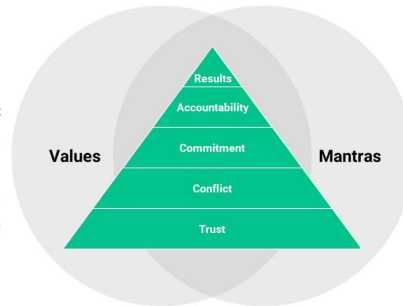 Results
Accountability
Values
Commitment
Mantras
Conflict
Trust